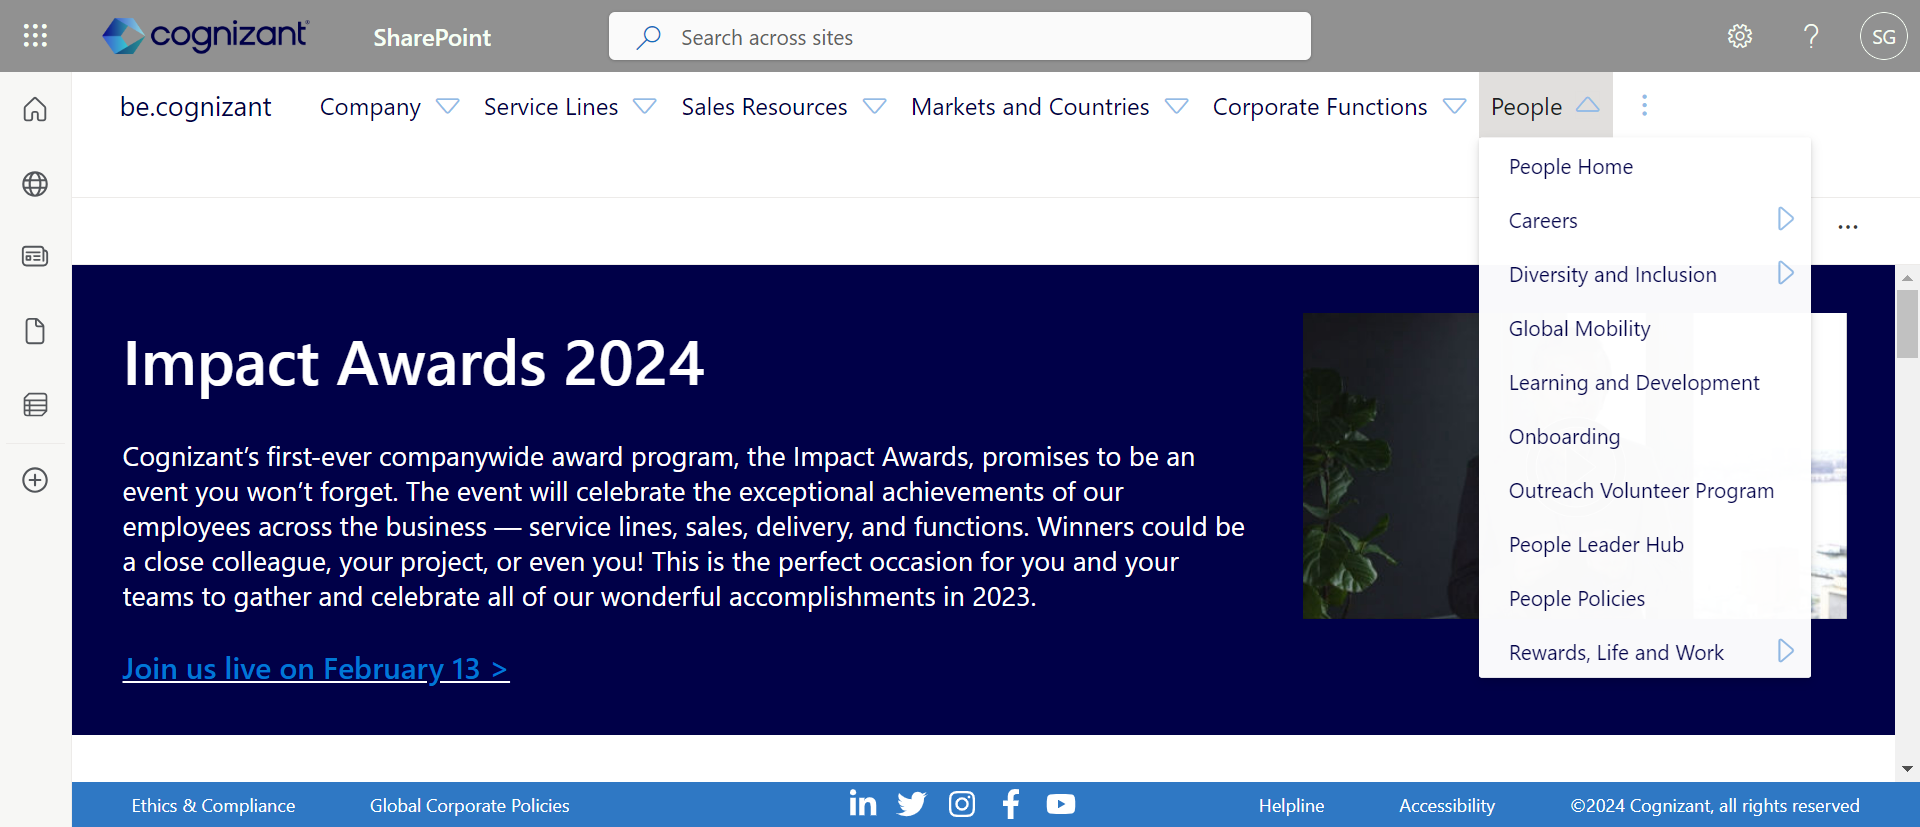 cognizant
SharePoint
Search across sites
SG
be.cognizant
Company
Service Lines
Sales Resources
Markets and Countries
Corporate Functions
People
People Home
Careers
Diversity and Inclusion
Global Mobility
Learning and Development
Onboarding
Outreach Volunteer Program
People Leader Hub
People Policies
Rewards, Life and Work
Impact Awards 2024
Cognizant’s first-ever companywide award program, the Impact Awards, promises to be an
event you won’t forget. The event will celebrate the exceptional achievements of our
employees across the business — service lines, sales, delivery, and functions. Winners could be
a close colleague, your project, or even you! This is the perfect occasion for you and your
teams to gather and celebrate all of our wonderful accomplishments in 2023.
Join us live on February 13 >
Ethics & Compliance
Global Corporate Policies
Helpline
Accessibility
©2024 Cognizant, all rights reserved